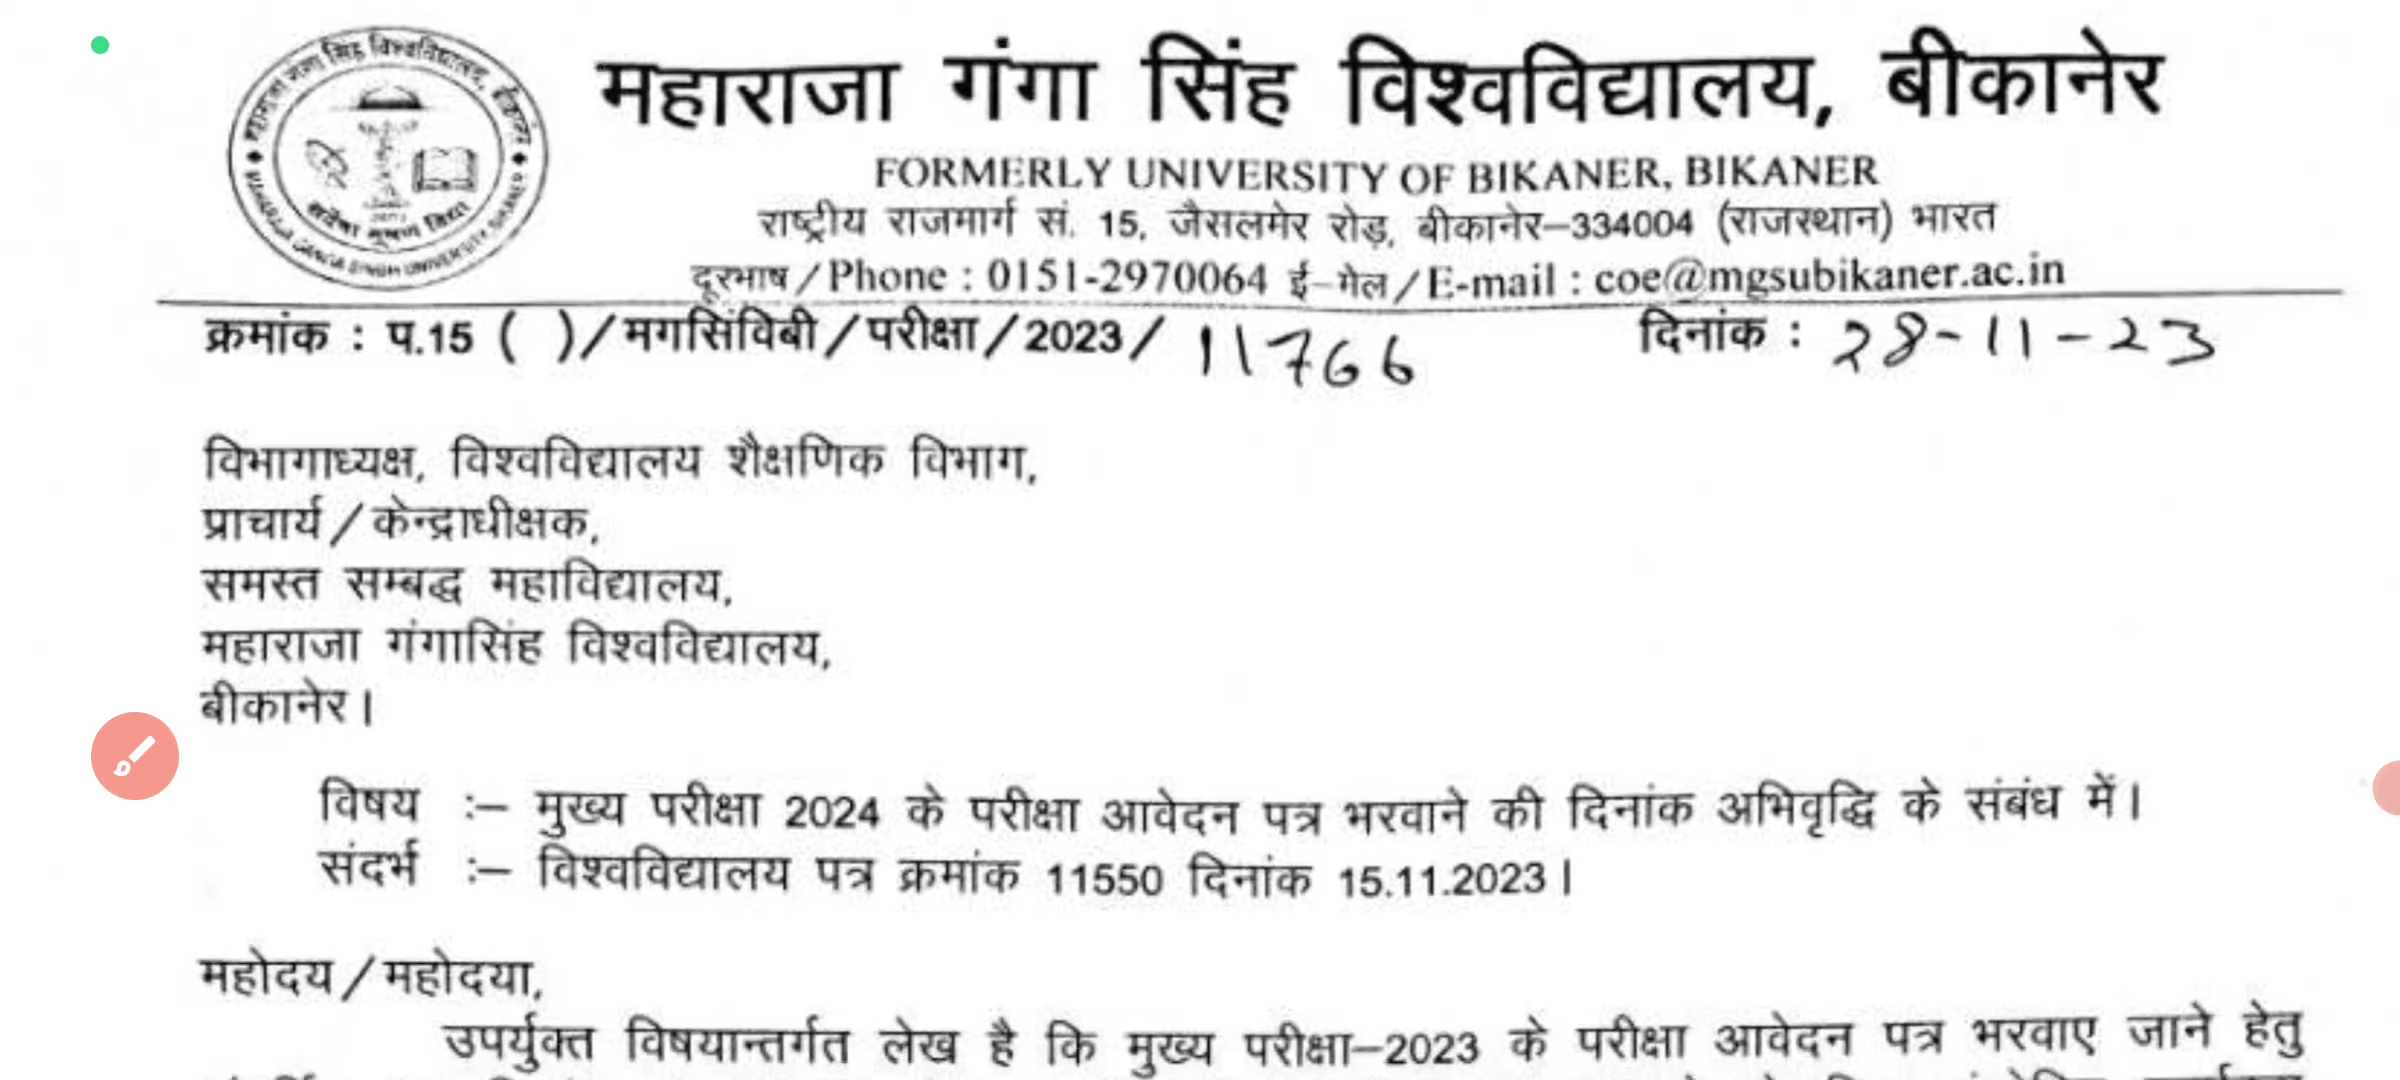 महाराजा गंगा सिंह विश्वविद्यालय, बीकानेर
FORMERLY UNIVERSITY OF BIKANER, BIKANER
राष्ट्रीय राजमार्ग सं. 15, जैसलमेर रोड़, बीकानेर–334004 (राजस्थान) भारत
दूरभाष/Phone : 0151-2970064 ई–मेल/E-mail : coe@mgsubikaner.ac.in
क्रमांक : प.15 ( )/मगसिंविबी/परीक्षा/2023/ 11766 दिनांक : 28-11-23
विभागाध्यक्ष, विश्वविद्यालय शैक्षणिक विभाग,
प्राचार्य/केन्द्राधीक्षक,
समस्त सम्बद्ध महाविद्यालय,
महाराजा गंगासिंह विश्वविद्यालय,
बीकानेर।
विषय :– मुख्य परीक्षा 2024 के परीक्षा आवेदन पत्र भरवाने की दिनांक अभिवृद्धि के संबंध में।
संदर्भ :– विश्वविद्यालय पत्र क्रमांक 11550 दिनांक 15.11.2023।
महोदय/महोदया,
उपर्युक्त विषयान्तर्गत लेख है कि मुख्य परीक्षा–2023 के परीक्षा आवेदन पत्र भरवाए जाने हेतु